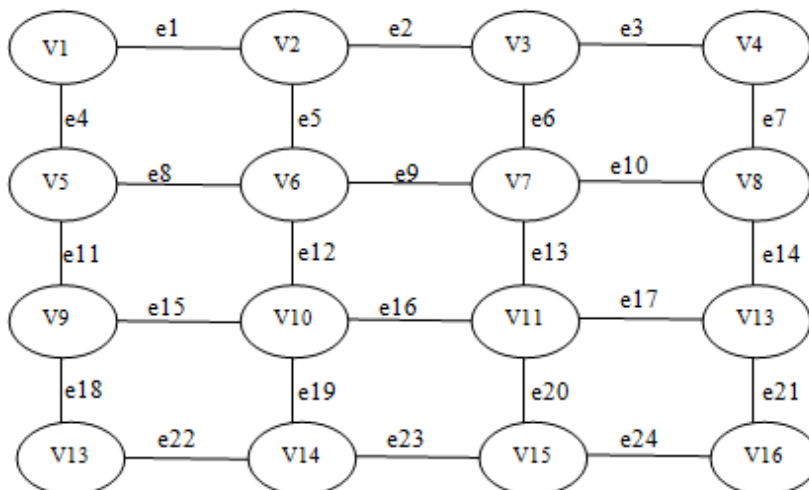 e1 e2 e3
V1 V2 V3 V4
e4 e5 e6 e7
e8 e9 e10
V5 V6 V7 V8
e11 e12 e13 e14
e15 e16 e17
V9 V10 V11 V13
e18 e19 e20 e21
e22 e23 e24
V13 V14 V15 V16